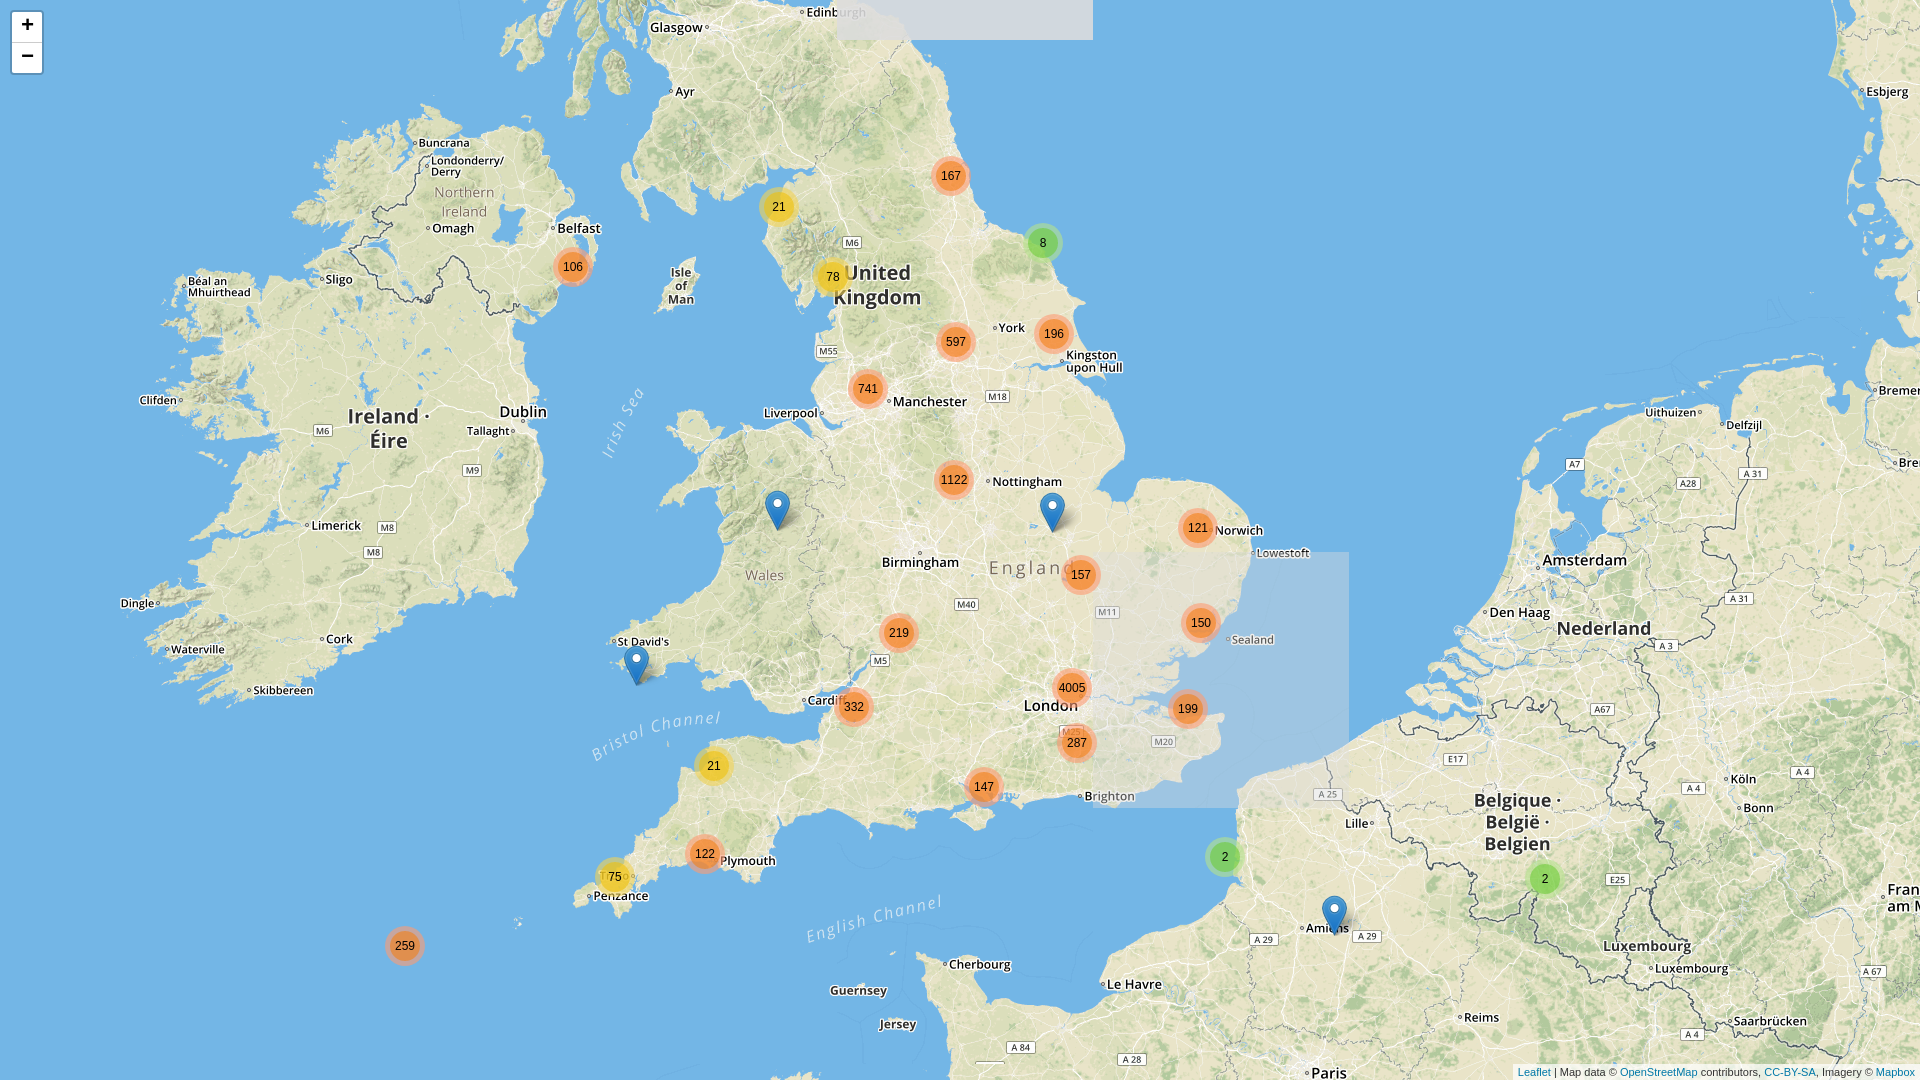 +
−
Edinburgh
Glasgow
Ayr
Esbjerg
Buncrana
Londonderry/
Derry
Northern
Ireland
Omagh
Belfast
106
Isle
of
Man
167
21
M6
8
78
United
Kingdom
Béal an
Mhuirthead
Sligo
York
196
597
Kingston
upon Hull
M55
741
Manchester
M18
Liverpool
Clifden
Ireland ·
Éire
Dublin
Tallaght
M6
M9
Irish Sea
Uithuizen
Delfzijl
A7
A 31
A28
1122
Nottingham
Limerick
M8
M8
121
Norwich
Lowestoft
Birmingham
England
157
Wales
Amsterdam
Den Haag
Nederland
A 31
A 3
Dingle
Cork
Waterville
Skibbereen
M40
M11
150
Sealand
219
M5
St David's
Cardiff
332
4005
London
199
M25
287
M20
Bristol Channel
21
147
Brighton
A67
E17
A 25
Lille
Belgique ·
België ·
Belgien
Köln
Bonn
A 4
A 4
122
Plymouth
75
Penzance
2
2
E25
259
English Channel
Amiens
A 29
A 29
Cherbourg
Guernsey
Jersey
Le Havre
Luxembourg
Luxembourg
A 67
Reims
Saarbrücken
A 4
A 84
A 28
Paris
Leaflet | Map data © OpenStreetMap contributors, CC-BY-SA, Imagery © Mapbox